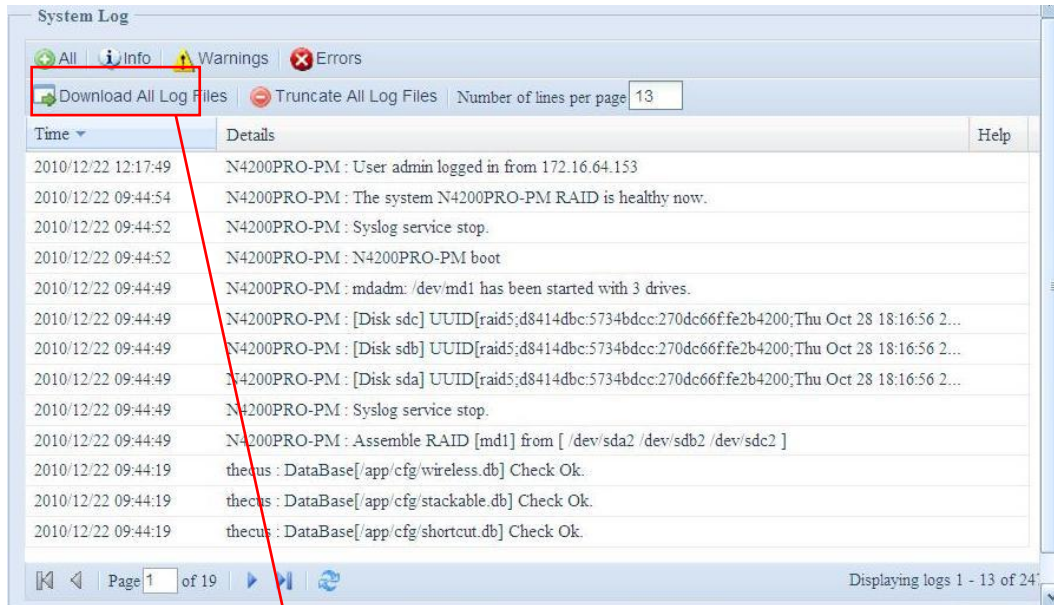 System Log
All Info Warnings Errors
Download All Log Files Truncate All Log Files Number of lines per page 13
Time Details Help
2010/12/22 12:17:49 N4200PRO-PM : User admin logged in from 172.16.64.153
2010/12/22 09:44:54 N4200PRO-PM : The system N4200PRO-PM RAID is healthy now.
2010/12/22 09:44:52 N4200PRO-PM : Syslog service stop.
2010/12/22 09:44:52 N4200PRO-PM : N4200PRO-PM boot
2010/12/22 09:44:49 N4200PRO-PM : mdadm: /dev/md1 has been started with 3 drives.
2010/12/22 09:44:49 N4200PRO-PM : [Disk sdc] UUID[raid5;d8414dbc:5734bdcc:270dc66f:fe2b4200;Thu Oct 28 18:16:56 2...
2010/12/22 09:44:49 N4200PRO-PM : [Disk sdb] UUID[raid5;d8414dbc:5734bdcc:270dc66f:fe2b4200;Thu Oct 28 18:16:56 2...
2010/12/22 09:44:49 N4200PRO-PM : [Disk sda] UUID[raid5;d8414dbc:5734bdcc:270dc66f:fe2b4200;Thu Oct 28 18:16:56 2...
2010/12/22 09:44:49 N4200PRO-PM : Syslog service stop.
2010/12/22 09:44:49 N4200PRO-PM : Assemble RAID [md1] from [ /dev/sda2 /dev/sdb2 /dev/sdc2 ]
2010/12/22 09:44:19 thecus : DataBase[/app/cfg/wireless.db] Check Ok.
2010/12/22 09:44:19 thecus : DataBase[/app/cfg/stackable.db] Check Ok.
2010/12/22 09:44:19 thecus : DataBase[/app/cfg/shortcut.db] Check Ok.
Page 1 of 19 Displaying logs 1 - 13 of